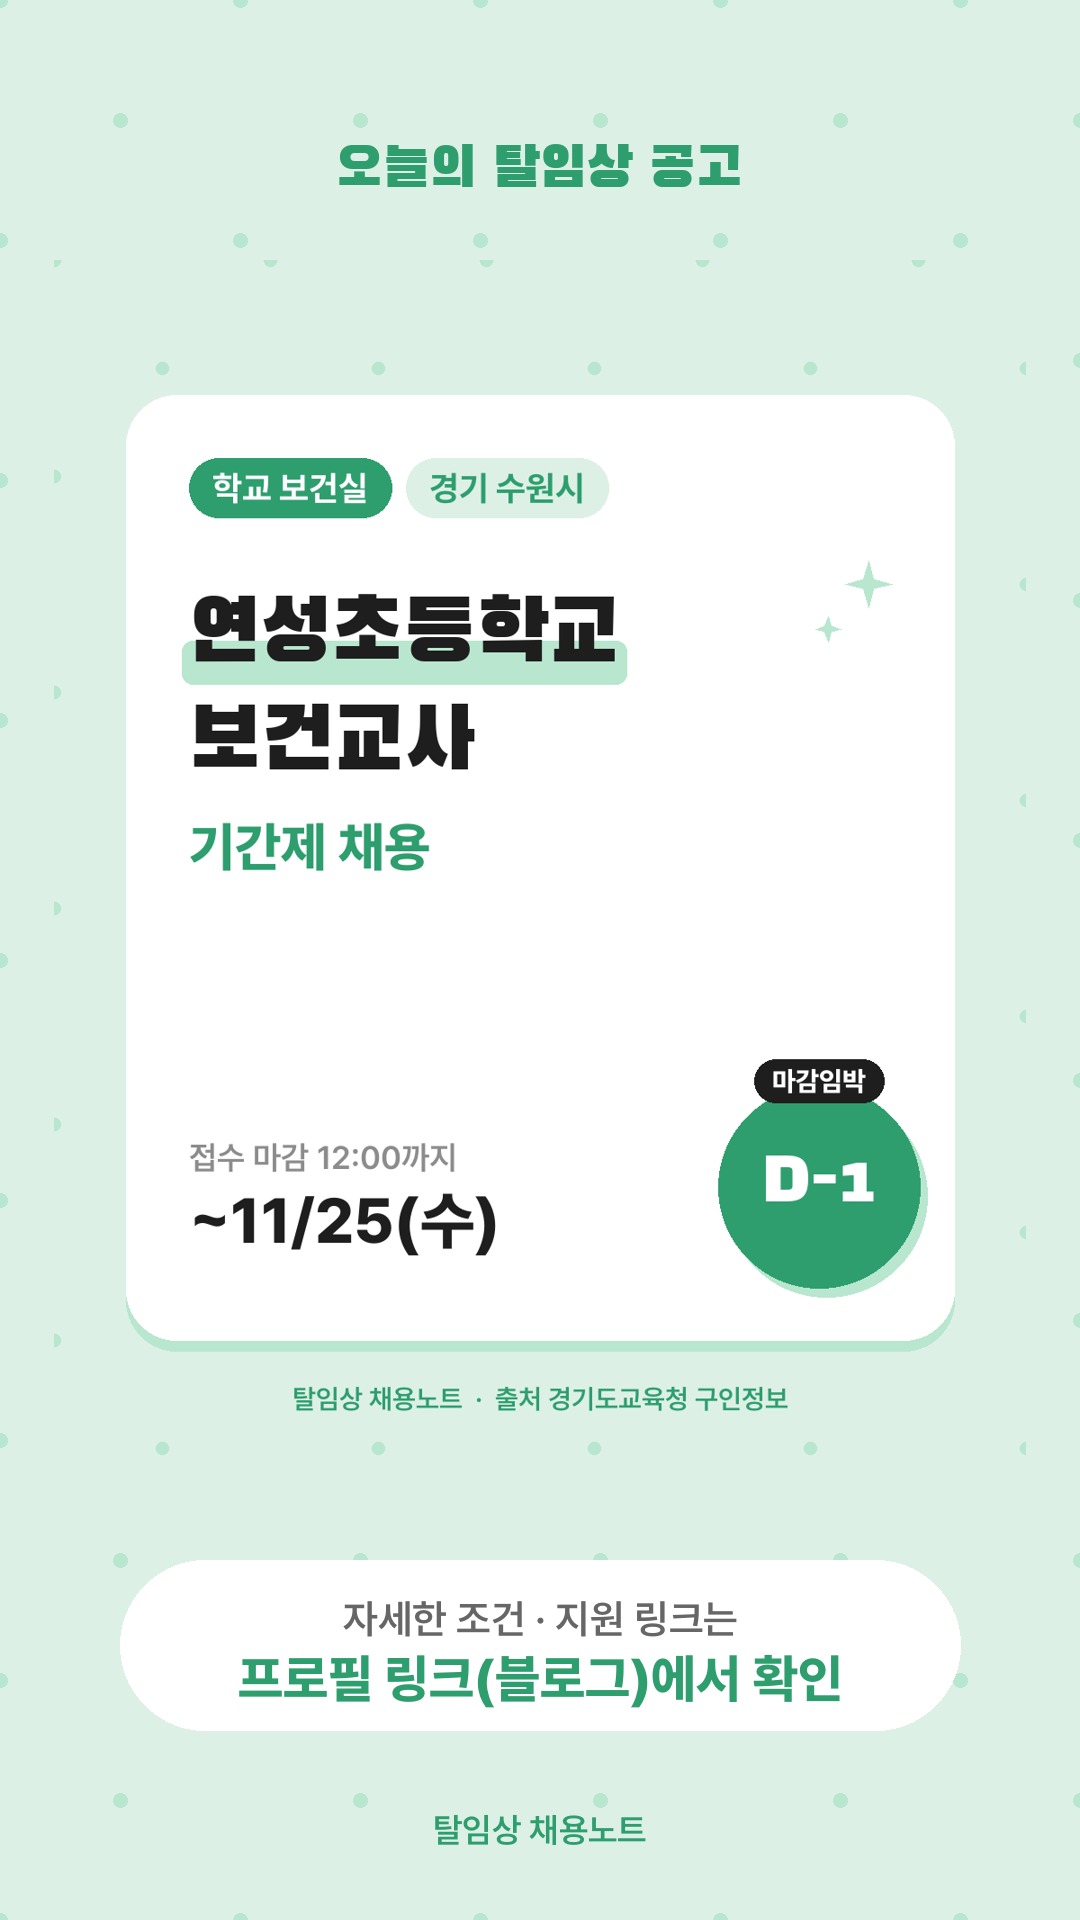 오늘의 탈임상 공고
학교 보건실
경기 수원시
연성초등학교
보건교사
기간제 채용
마감임박
D-1
접수 마감 12:00까지
~11/25(수)
탈임상 채용노트 · 출처 경기도교육청 구인정보
자세한 조건 · 지원 링크는
프로필 링크(블로그)에서 확인
탈임상 채용노트